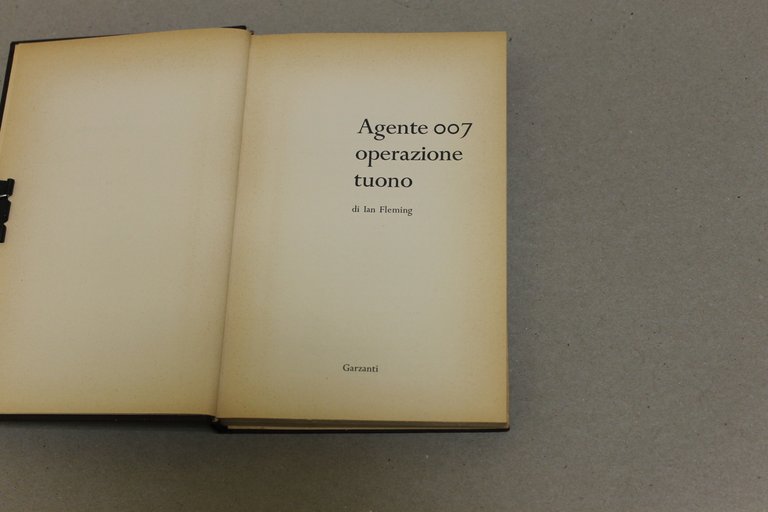 Agente 007
operazione
tuono
di Ian Fleming
Garzanti